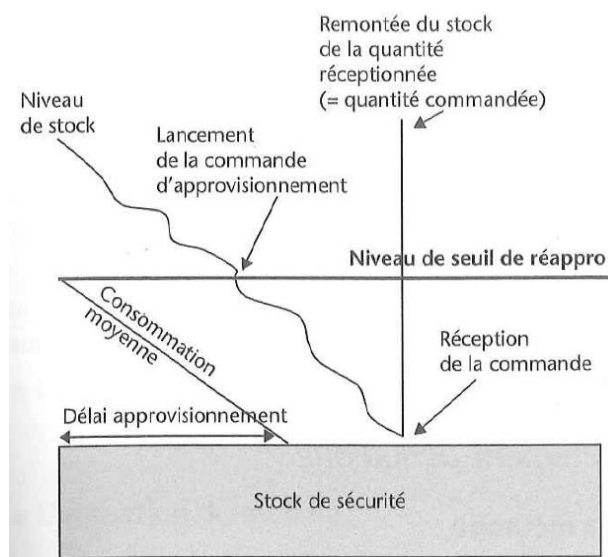 Remontée du stock
de la quantité
réceptionnée
(= quantité commandée)
Niveau
de stock
Lancement
de la commande
d'approvisionnement
Niveau de seuil de réappro
Consommation
moyenne
Réception
de la commande
Délai approvisionnement
Stock de sécurité